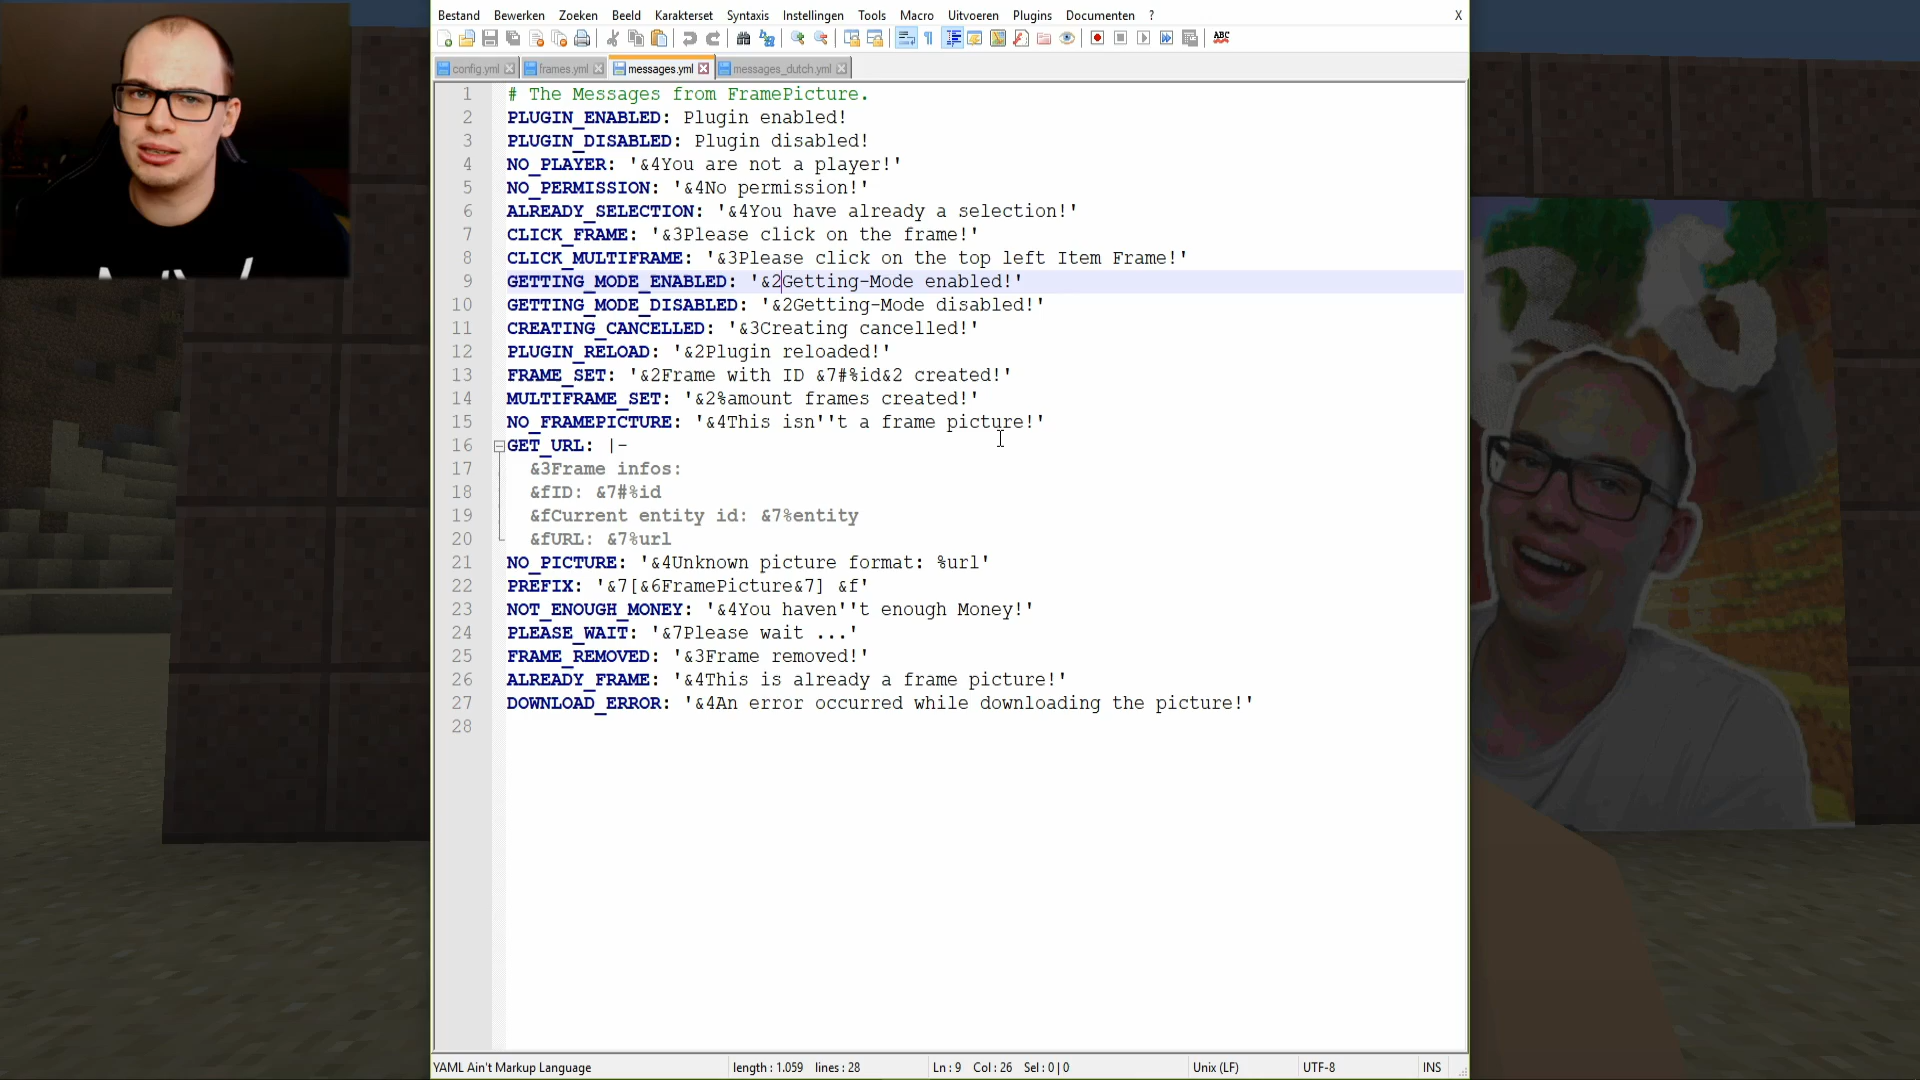 Bestand Bewerken Zoeken Beeld Karakterset Syntaxis Instellingen Tools Macro Uitvoeren Plugins Documenten ? X
ABC
config.yml frames.yml messages.yml messages_dutch.yml
1 # The Messages from FramePicture.
2 PLUGIN_ENABLED: Plugin enabled!
3 PLUGIN_DISABLED: Plugin disabled!
4 NO_PLAYER: '&4You are not a player!'
5 NO_PERMISSION: '&4No permission!'
6 ALREADY_SELECTION: '&4You have already a selection!'
7 CLICK_FRAME: '&3Please click on the frame!'
8 CLICK_MULTIFRAME: '&3Please click on the top left Item Frame!'
9 GETTING_MODE_ENABLED: '&2Getting-Mode enabled!'
10 GETTING_MODE_DISABLED: '&2Getting-Mode disabled!'
11 CREATING_CANCELLED: '&3Creating cancelled!'
12 PLUGIN_RELOAD: '&2Plugin reloaded!'
13 FRAME_SET: '&2Frame with ID &7#%id&2 created!'
14 MULTIFRAME_SET: '&2%amount frames created!'
15 NO_FRAMEPICTURE: '&4This isn''t a frame picture!'
16 GET_URL: |-
17 &3Frame infos:
18 &fID: &7#%id
19 &fCurrent entity id: &7%entity
20 &fURL: &7%url
21 NO_PICTURE: '&4Unknown picture format: %url'
22 PREFIX: '&7[&6FramePicture&7] &f'
23 NOT_ENOUGH_MONEY: '&4You haven''t enough Money!'
24 PLEASE_WAIT: '&7Please wait ...'
25 FRAME_REMOVED: '&3Frame removed!'
26 ALREADY_FRAME: '&4This is already a frame picture!'
27 DOWNLOAD_ERROR: '&4An error occurred while downloading the picture!'
28
YAML Ain't Markup Language length : 1.059 lines : 28 Ln : 9 Col : 26 Sel : 0 | 0 Unix (LF) UTF-8 INS